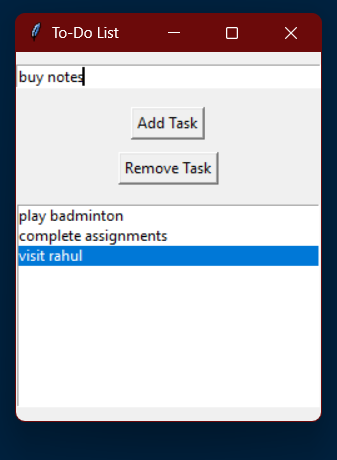 To-Do List
buy notes
Add Task
Remove Task
play badminton
complete assignments
visit rahul